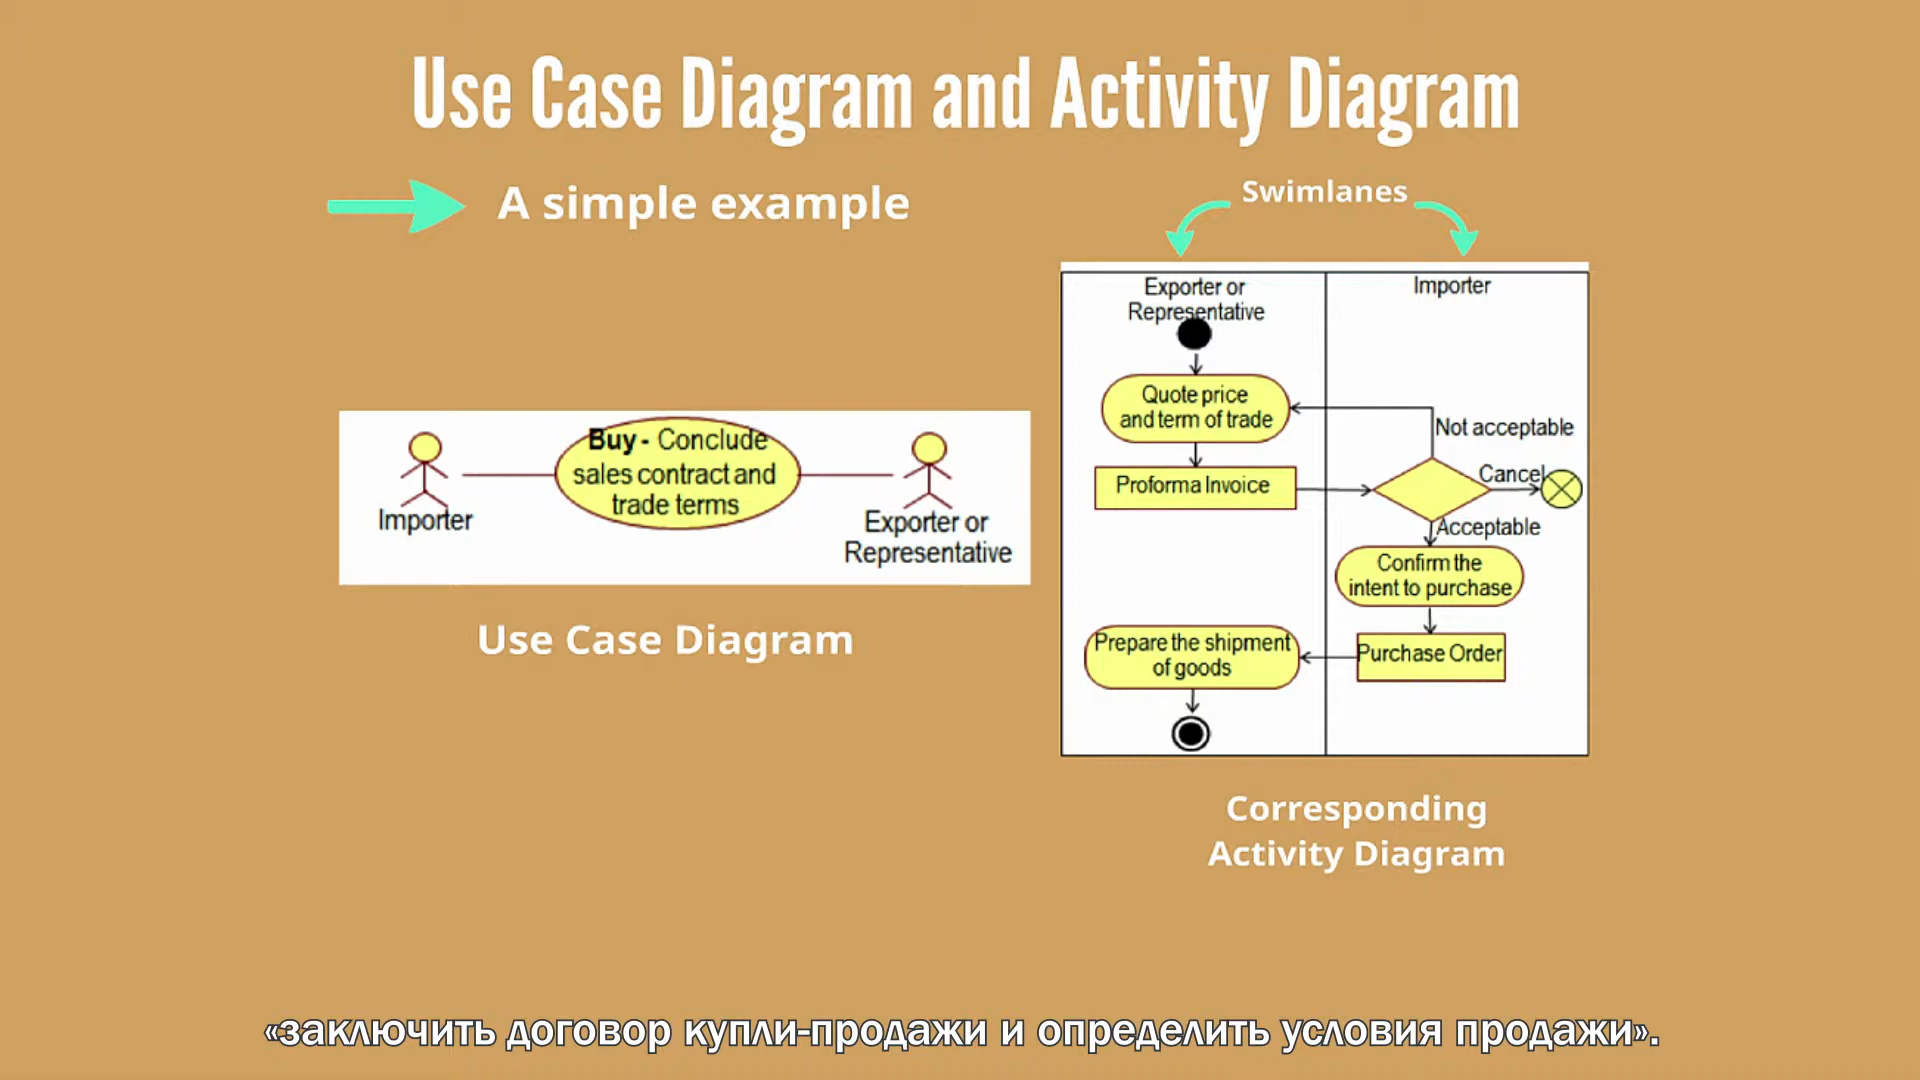 Use Case Diagram and Activity Diagram
A simple example
Swimlanes
Buy - Conclude
sales contract and
trade terms
Importer
Exporter or
Representative
Use Case Diagram
Exporter or
Representative
Importer
Quote price
and term of trade
Not acceptable
Proforma Invoice
Cancel
Acceptable
Confirm the
intent to purchase
Prepare the shipment
of goods
Purchase Order
Corresponding
Activity Diagram
«заключить договор купли-продажи и определить условия продажи».